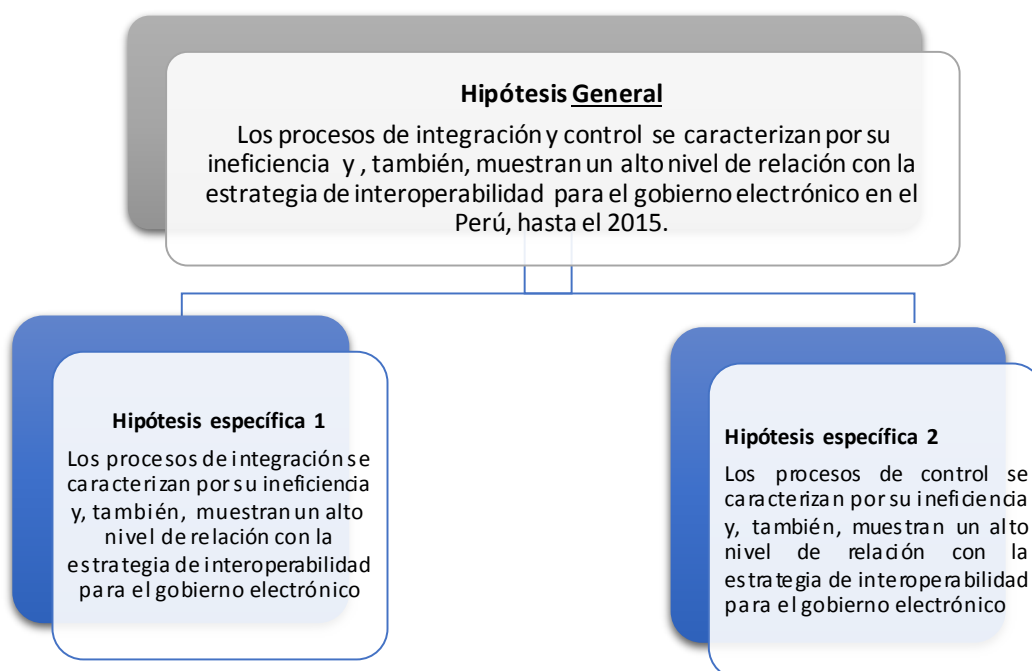 Hipótesis General
Los procesos de integración y control se caracterizan por su
ineficiencia y , también, muestran un alto nivel de relación con la
estrategia de interoperabilidad para el gobierno electrónico en el
Perú, hasta el 2015.
Hipótesis específica 1
Los procesos de integración se
caracterizan por su ineficiencia
y, también, muestran un alto
nivel de relación con la
estrategia de interoperabilidad
para el gobierno electrónico
Hipótesis específica 2
Los procesos de control se
caracterizan por su ineficiencia
y, también, muestran un alto
nivel de relación con la
estrategia de interoperabilidad
para el gobierno electrónico